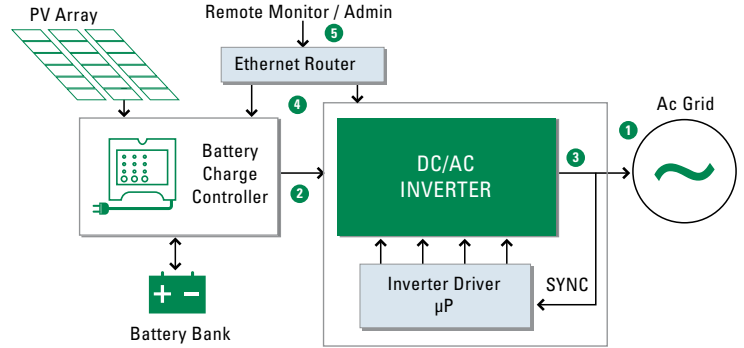 PV Array
Remote Monitor / Admin
5
Ethernet Router
4
Ac Grid
1
Battery
Charge
Controller
2
DC/AC
INVERTER
3
Inverter Driver
µP
SYNC
Battery Bank